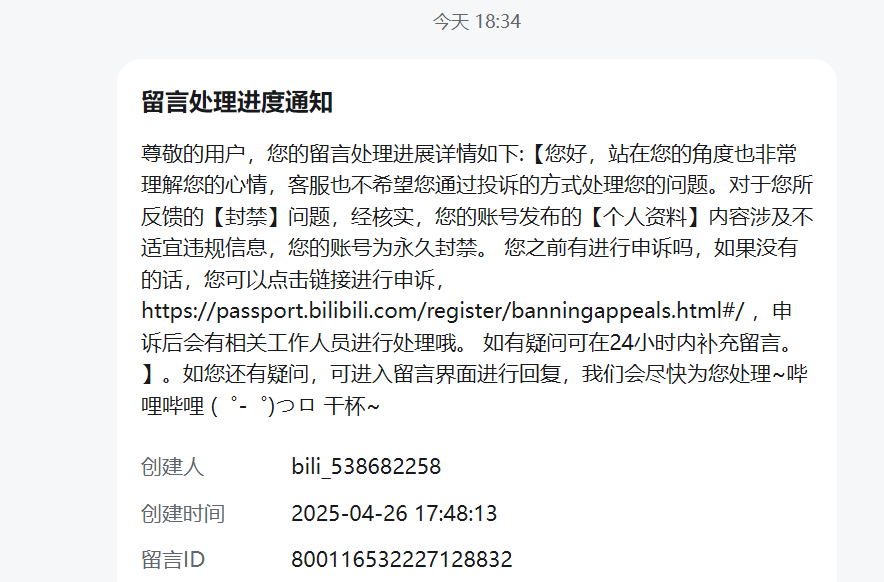 今天 18:34
留言处理进度通知
尊敬的用户，您的留言处理进展详情如下:【您好，站在您的角度也非常
理解您的心情，客服也不希望您通过投诉的方式处理您的问题。对于您所
反馈的【封禁】问题，经核实，您的账号发布的【个人资料】内容涉及不
适宜违规信息，您的账号为永久封禁。 您之前有进行申诉吗，如果没有
的话，您可以点击链接进行申诉，
https://passport.bilibili.com/register/banningappeals.html#/ ，申
诉后会有相关工作人员进行处理哦。 如有疑问可在24小时内补充留言。
】。如您还有疑问，可进入留言界面进行回复，我们会尽快为您处理~哔
哩哔哩 (゜-゜)つロ 干杯~
创建人 bili_538682258
创建时间 2025-04-26 17:48:13
留言ID 800116532227128832